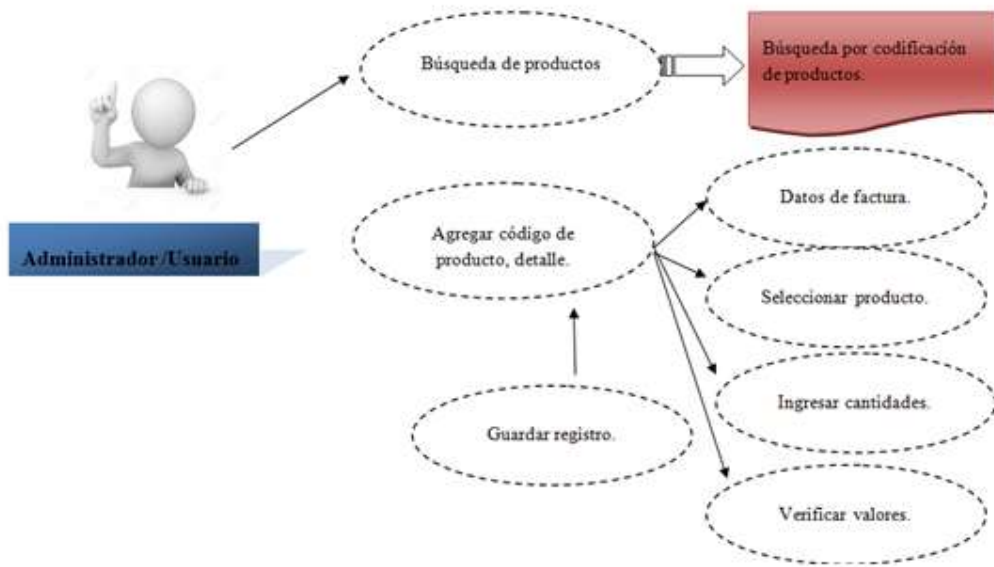 Búsqueda de productos
Búsqueda por codificación
de productos.
Administrador /Usuario
Agregar código de
producto, detalle.
Datos de factura.
Seleccionar producto.
Ingresar cantidades.
Guardar registro.
Verificar valores.